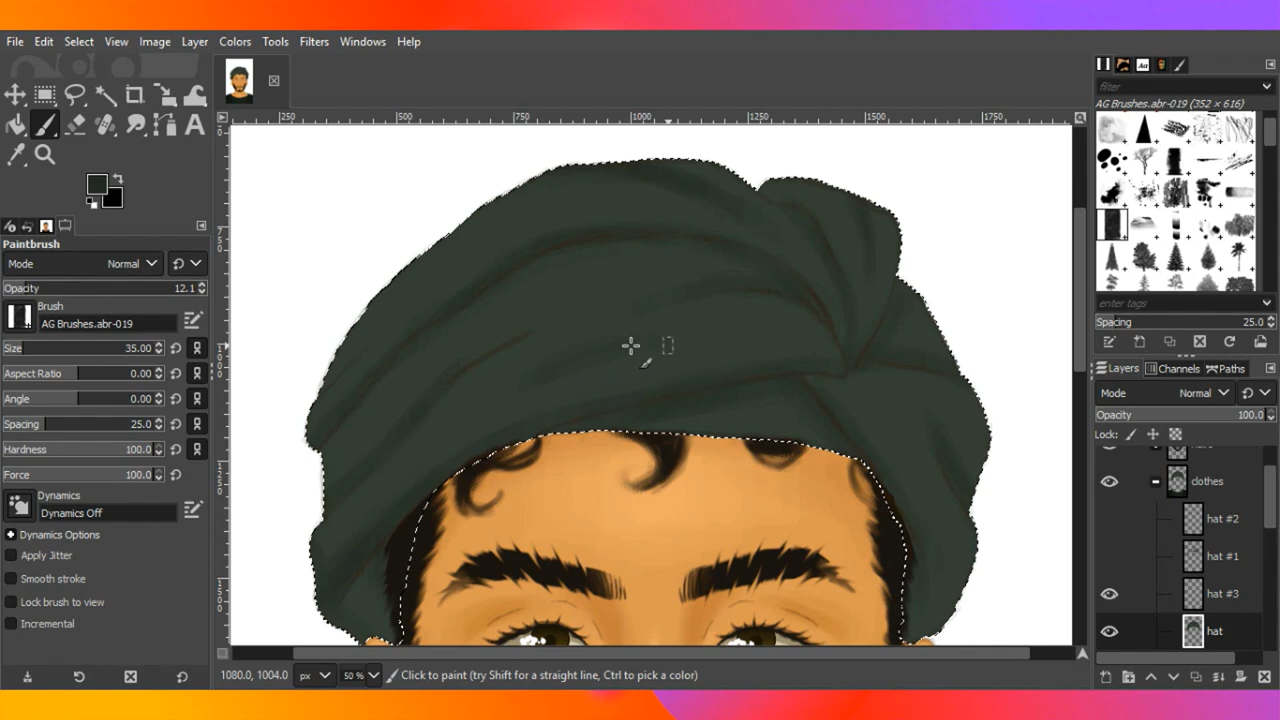 File Edit Select View Image Layer Colors Tools Filters Windows Help
250 500 750 1000 1250 1500 1750
filter
AG Brushes.abr-019 (352 × 616)
Paintbrush
Mode Normal
Opacity 12.1
Brush
AG Brushes.abr-019
Size 35.00
Aspect Ratio 0.00
Angle 0.00
Spacing 25.0
Hardness 100.0
Force 100.0
Dynamics
Dynamics Off
Dynamics Options
Apply Jitter
Smooth stroke
Lock brush to view
Incremental
enter tags
Spacing 25.0
Layers Channels Paths
Mode Normal
Opacity 100.0
Lock:
clothes
hat #2
hat #1
hat #3
hat
1080.0, 1004.0 px 50 % Click to paint (try Shift for a straight line, Ctrl to pick a color)